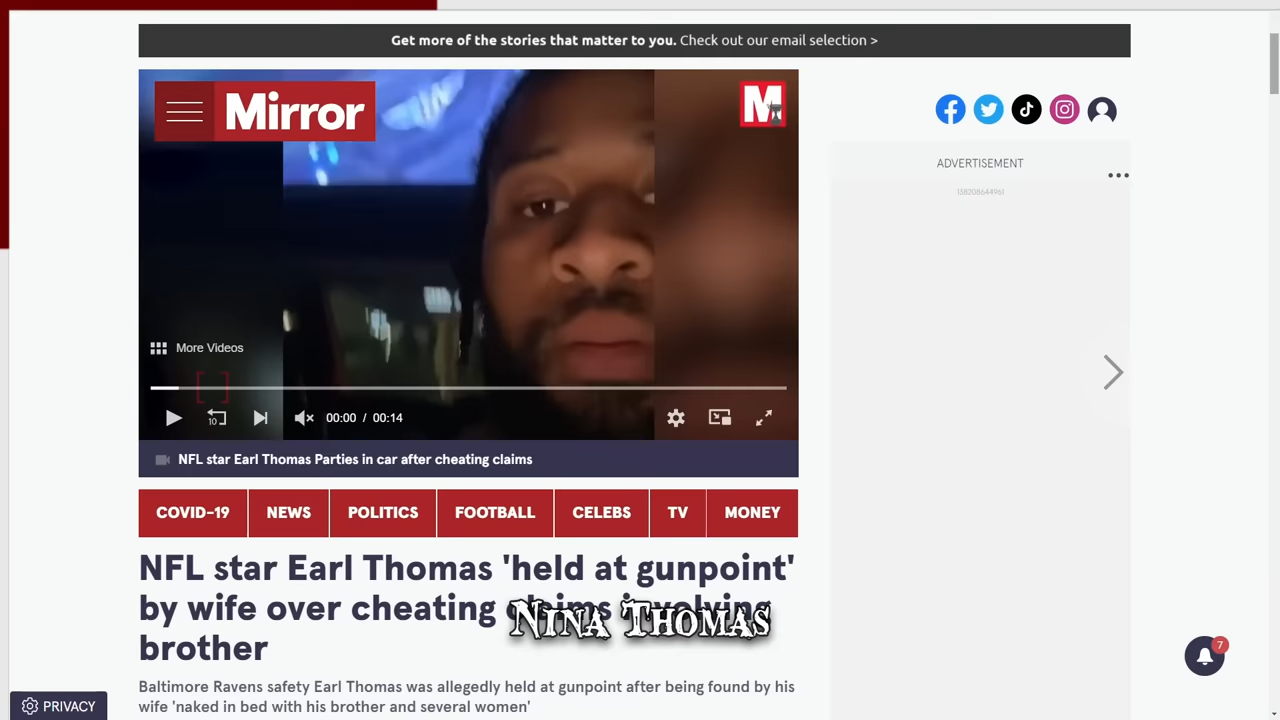 Get more of the stories that matter to you. Check out our email selection >
Mirror
M
ADVERTISEMENT
138208644961
More Videos
10
00:00 / 00:14
NFL star Earl Thomas Parties in car after cheating claims
COVID-19 NEWS POLITICS FOOTBALL CELEBS TV MONEY
NFL star Earl Thomas 'held at gunpoint'
by wife over cheating claims involving
brother
NINA THOMAS
Baltimore Ravens safety Earl Thomas was allegedly held at gunpoint after being found by his
wife 'naked in bed with his brother and several women'
7
PRIVACY